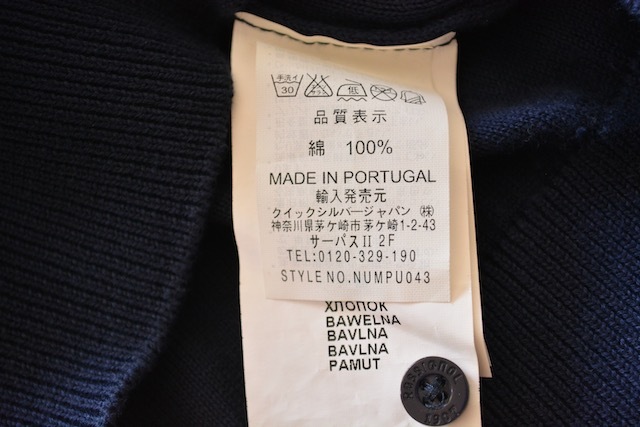 手洗イ 30 低
品質表示
綿 100%
MADE IN PORTUGAL
輸入発売元
クイックシルバージャパン ㈱
神奈川県茅ケ崎市茅ケ崎1-2-43
サーパスⅡ 2F
TEL:0120-329-190
STYLE NO. NUMPU043
ХЛОПОК
BAWEŁNA
BAVLNA
BAVLNA
PAMUT
ROSSIGNOL
1907